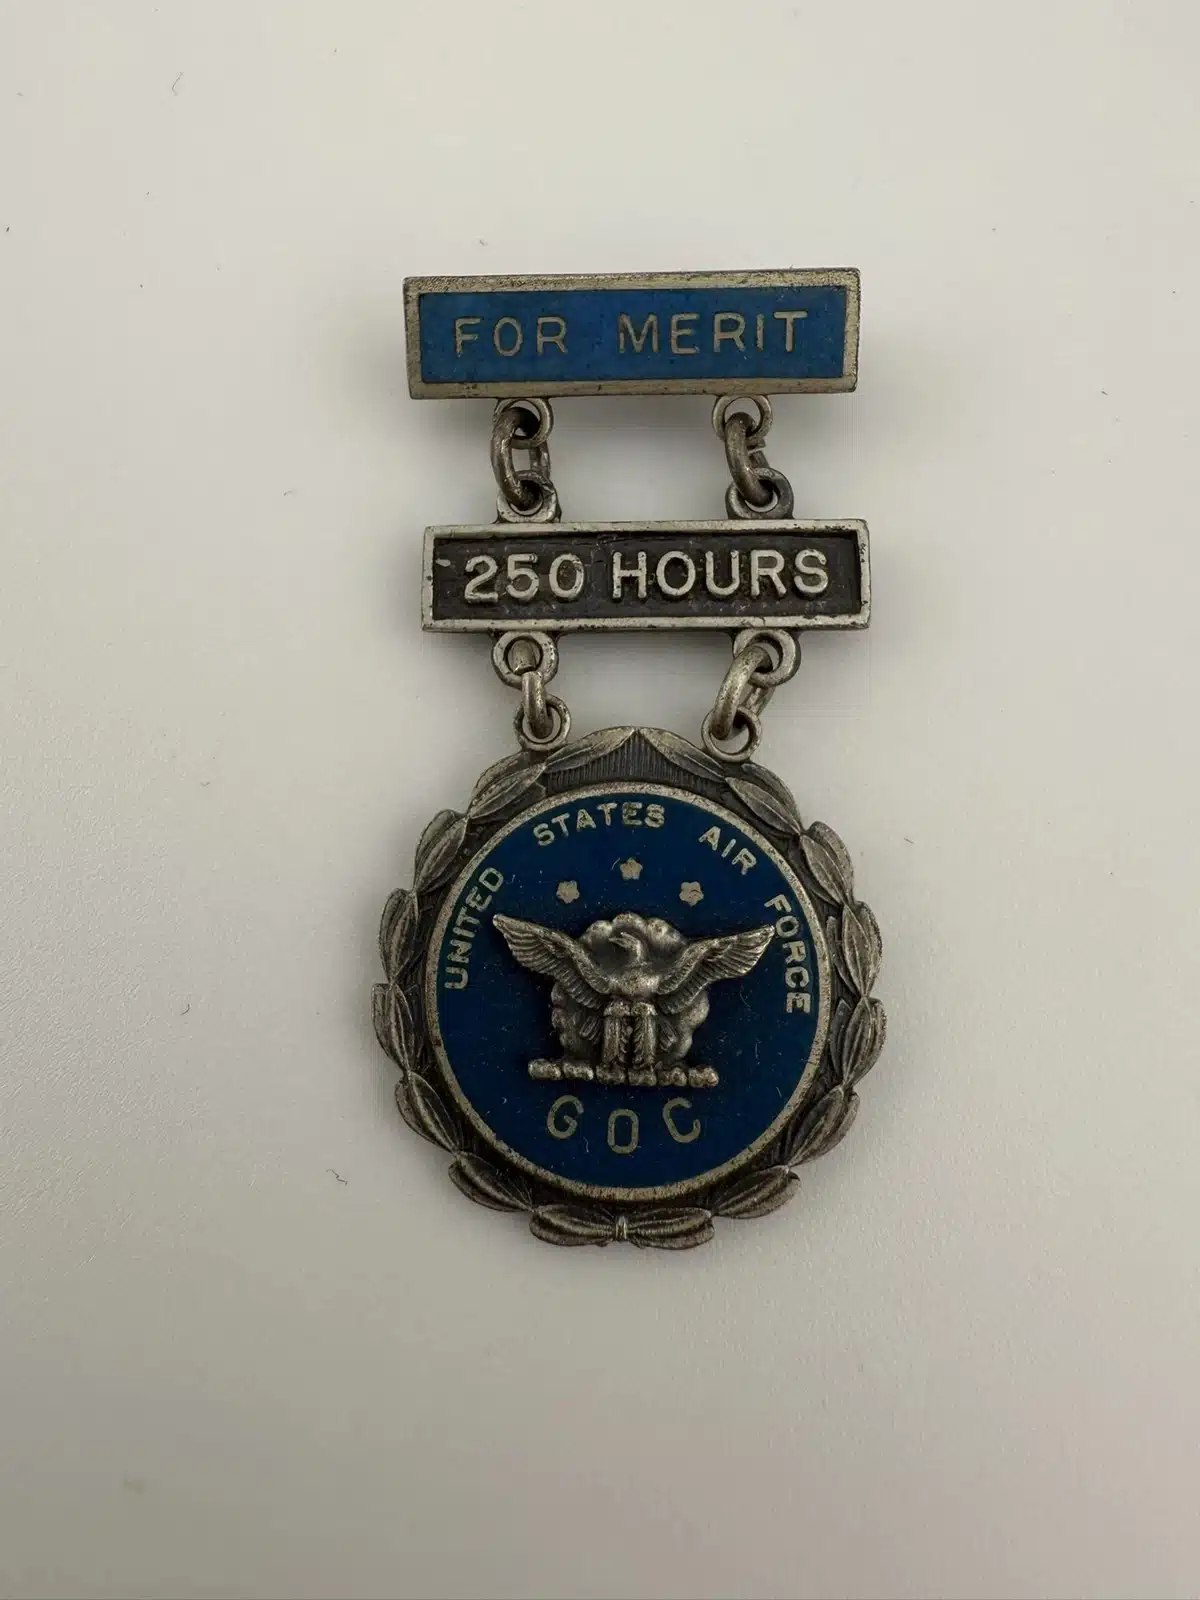 FOR MERIT
250 HOURS
UNITED STATES AIR FORCE
GOC